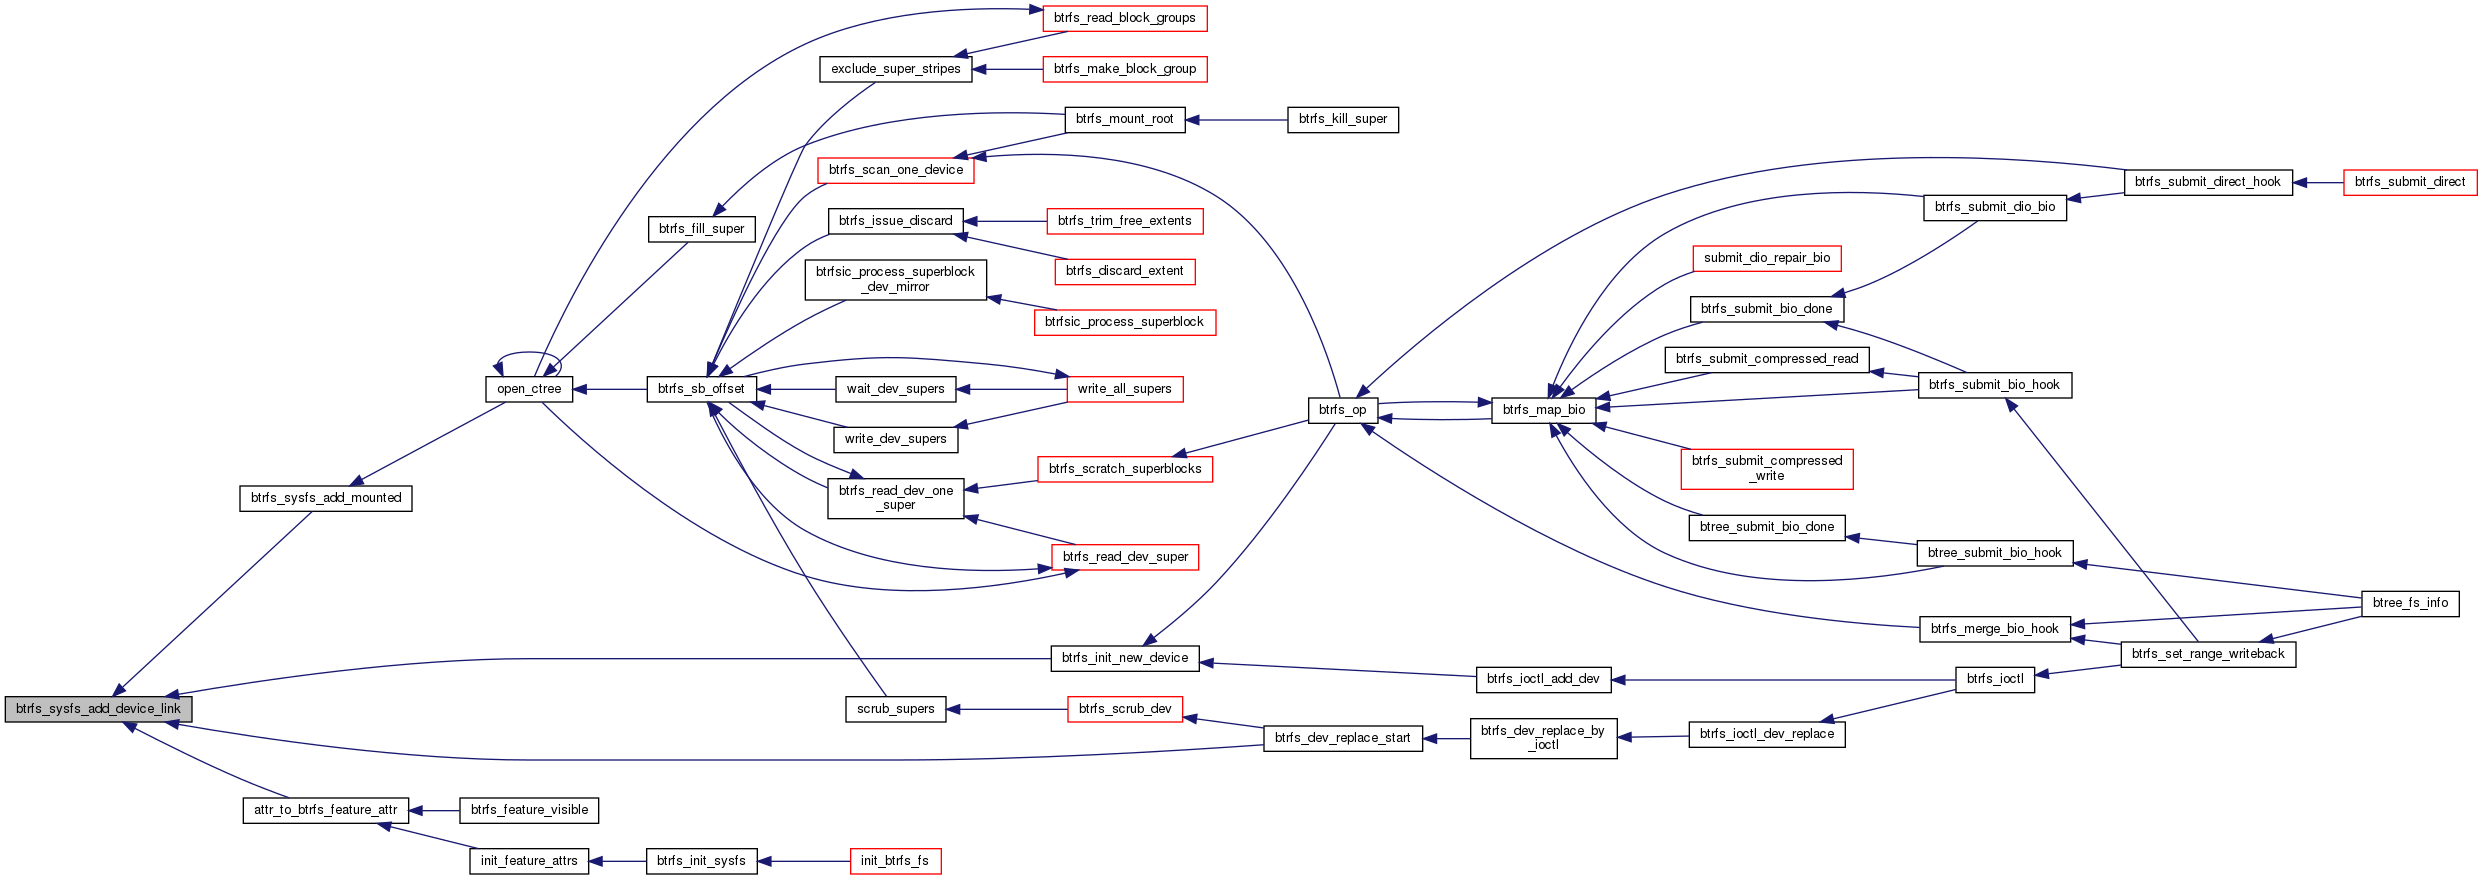 btrfs_read_block_groups
exclude_super_stripes
btrfs_make_block_group
btrfs_mount_root
btrfs_kill_super
btrfs_scan_one_device
btrfs_submit_direct_hook
btrfs_submit_direct
btrfs_submit_dio_bio
btrfs_fill_super
btrfs_issue_discard
btrfs_trim_free_extents
submit_dio_repair_bio
btrfs_discard_extent
btrfsic_process_superblock
_dev_mirror
btrfs_submit_bio_done
btrfsic_process_superblock
btrfs_submit_compressed_read
btrfs_submit_bio_hook
open_ctree
btrfs_sb_offset
wait_dev_supers
write_all_supers
btrfs_op
btrfs_map_bio
write_dev_supers
btrfs_scratch_superblocks
btrfs_submit_compressed
_write
btrfs_sysfs_add_mounted
btrfs_read_dev_one
_super
btree_submit_bio_done
btrfs_read_dev_super
btree_submit_bio_hook
btree_fs_info
btrfs_merge_bio_hook
btrfs_set_range_writeback
btrfs_init_new_device
btrfs_ioctl_add_dev
btrfs_ioctl
btrfs_sysfs_add_device_link
scrub_supers
btrfs_scrub_dev
btrfs_dev_replace_start
btrfs_dev_replace_by
_ioctl
btrfs_ioctl_dev_replace
attr_to_btrfs_feature_attr
btrfs_feature_visible
init_feature_attrs
btrfs_init_sysfs
init_btrfs_fs